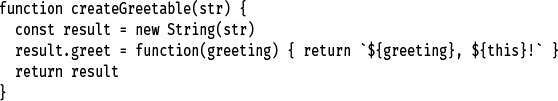 function createGreetable(str) {
  const result = new String(str)
  result.greet = function(greeting) { return `${greeting}, ${this}!` }
  return result
}